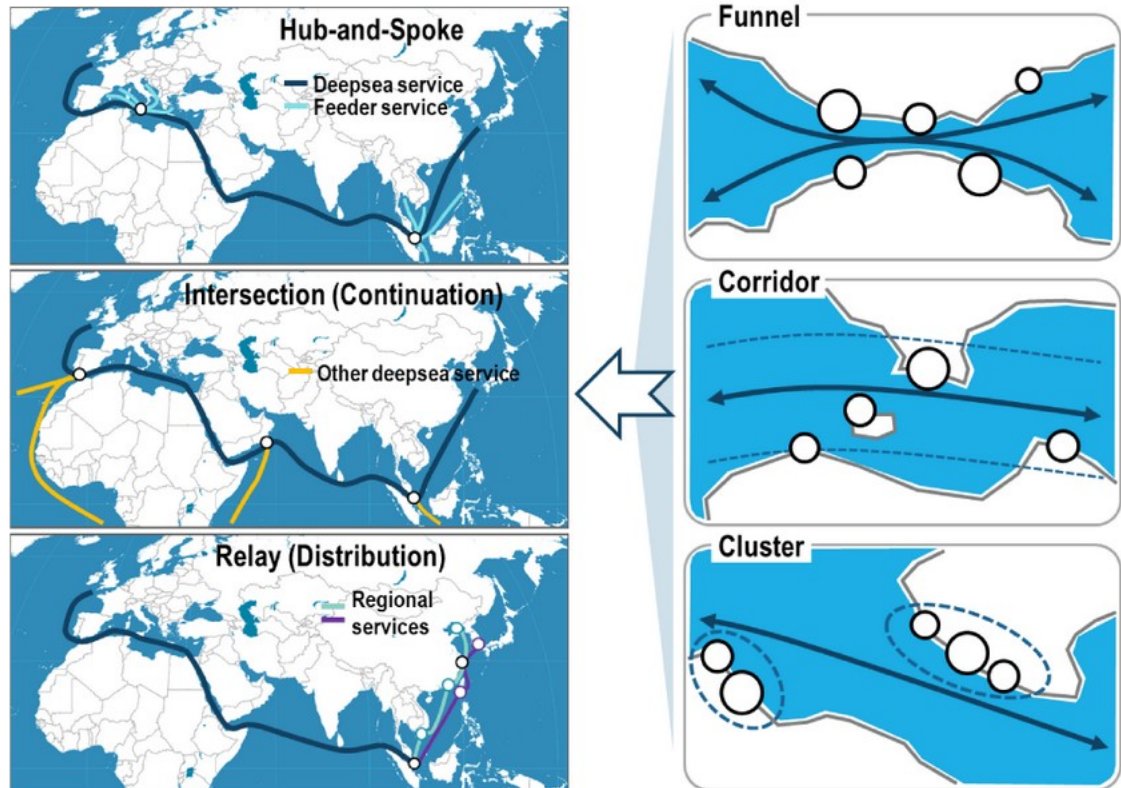 Hub-and-Spoke
Deepsea service
Feeder service
Intersection (Continuation)
Other deepsea service
Relay (Distribution)
Regional
services
Funnel
Corridor
Cluster